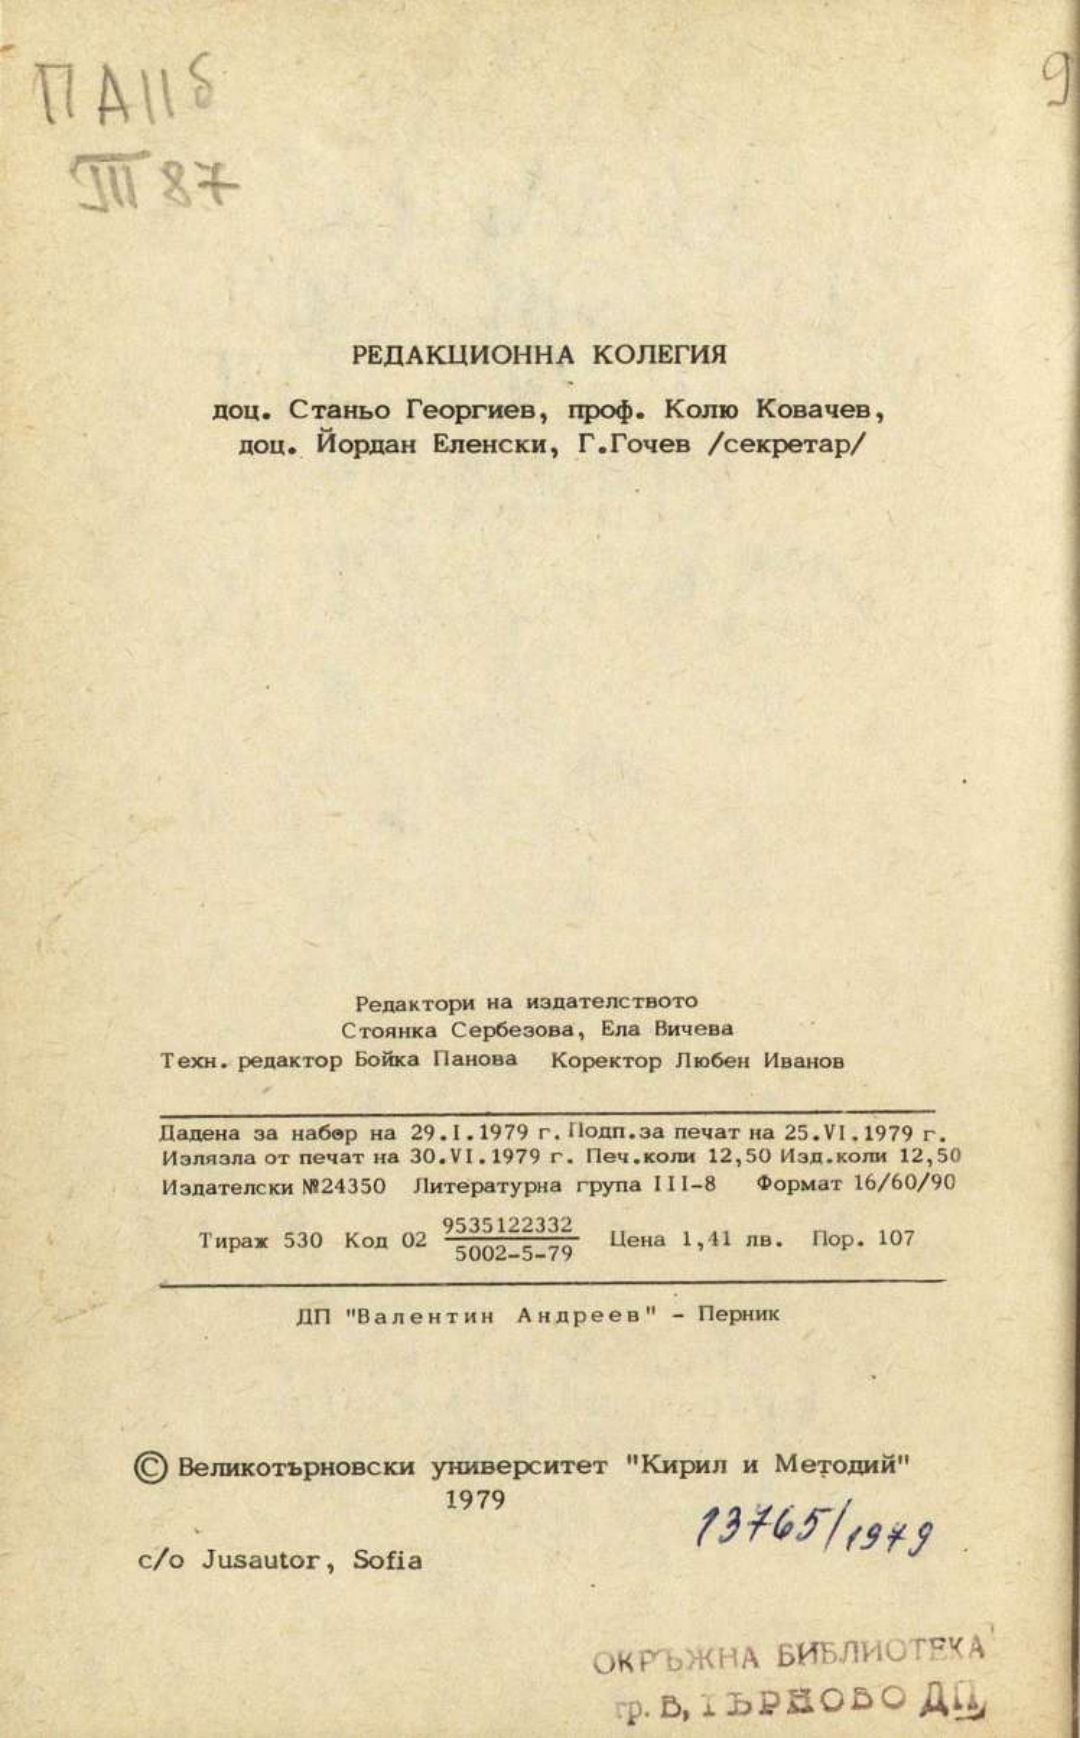 ПА II б
9
III 87
РЕДАКЦИОННА КОЛЕГИЯ
доц. Станьо Георгиев, проф. Колю Ковачев,
доц. Йордан Еленски, Г.Гочев /секретар/
Редактори на издателството
Стоянка Сербезова, Ела Вичева
Техн. редактор Бойка Панова Коректор Любен Иванов
Дадена за набор на 29.I.1979 г. Подп.за печат на 25.VI.1979 г.
Излязла от печат на 30.VI.1979 г. Печ.коли 12,50 Изд.коли 12,50
Издателски №24350 Литературна група III-8 Формат 16/60/90
9535122332
Тираж 530 Код 02 Цена 1,41 лв. Пор. 107
5002-5-79
ДП "Валентин Андреев" - Перник
© Великотърновски университет "Кирил и Методий"
1979
13765/1979
c/o Jusautor, Sofia
ОКРЪЖНА БИБЛИОТЕКА
гр. В. ТЪРНОВО ДП